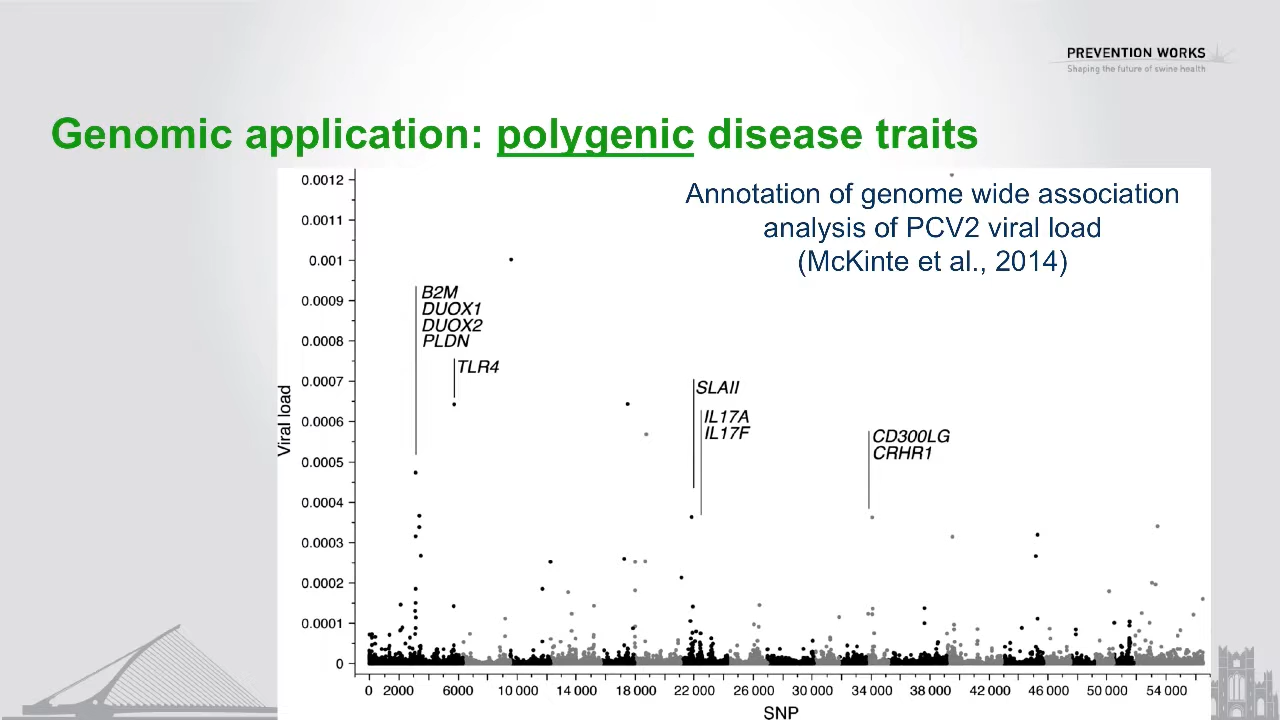 PREVENTION WORKS
Shaping the future of swine health
Genomic application: polygenic disease traits
Annotation of genome wide association
analysis of PCV2 viral load
(McKinte et al., 2014)
0.0012
0.0011
0.001
0.0009
0.0008
0.0007
0.0006
0.0005
0.0004
0.0003
0.0002
0.0001
0
Viral load
B2M
DUOX1
DUOX2
PLDN
TLR4
SLAII
IL17A
IL17F
CD300LG
CRHR1
0 2000 6000 10 000 14 000 18 000 22 000 26 000 30 000 34 000 38 000 42 000 46 000 50 000 54 000
SNP